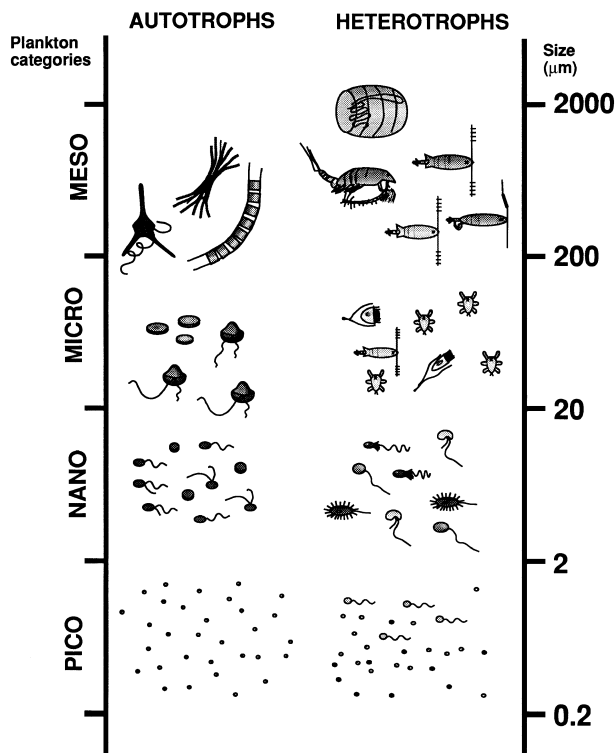 AUTOTROPHS
HETEROTROPHS
Plankton
categories
Size
(μm)
2000
MESO
200
MICRO
20
NANO
2
PICO
0.2